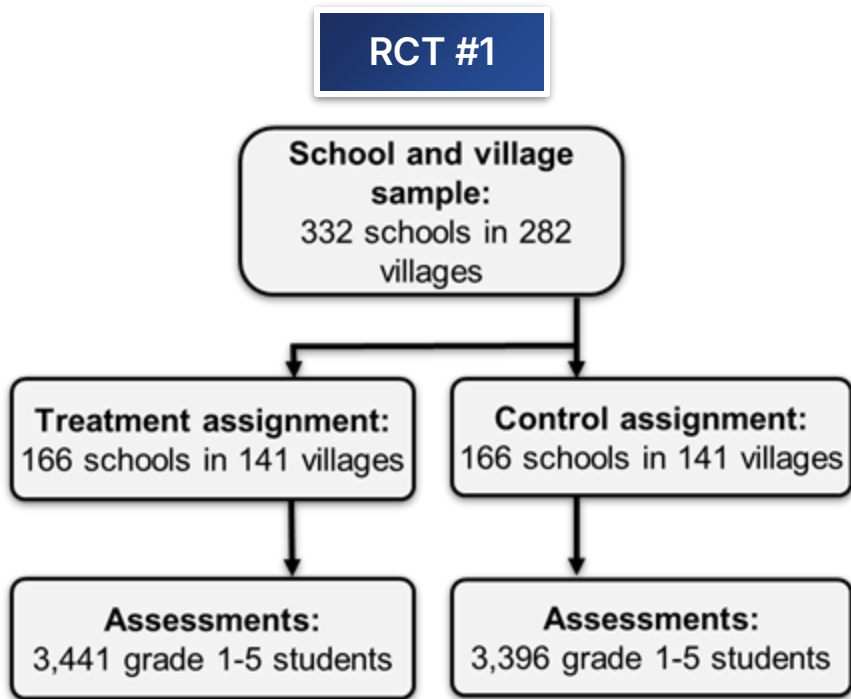 RCT #1
School and village
sample:
332 schools in 282
villages
Treatment assignment:
166 schools in 141 villages
Control assignment:
166 schools in 141 villages
Assessments:
3,441 grade 1-5 students
Assessments:
3,396 grade 1-5 students